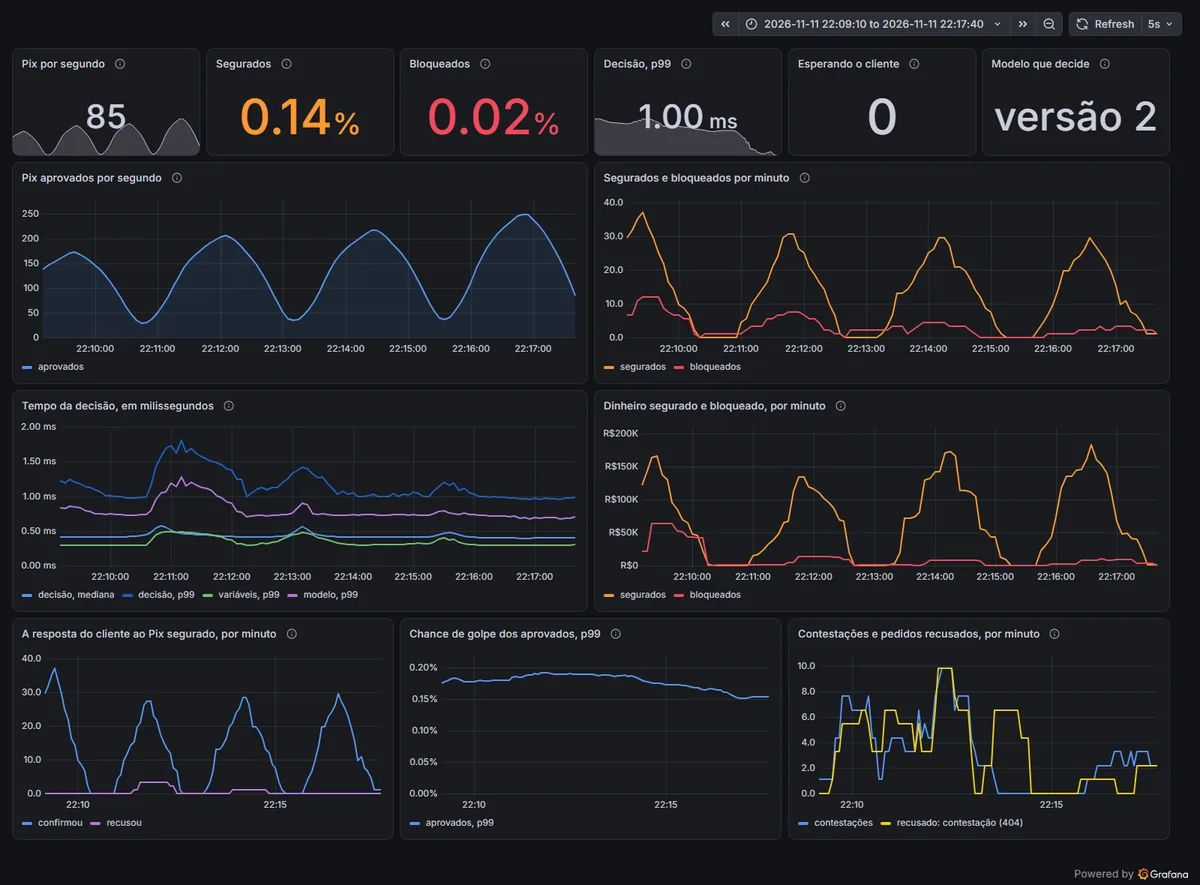 2026-11-11 22:09:10 to 2026-11-11 22:17:40 Refresh 5s
Pix por segundo
85
Segurados
0.14%
Bloqueados
0.02%
Decisão, p99
1.00 ms
Esperando o cliente
0
Modelo que decide
versão 2
Pix aprovados por segundo
250
200
150
100
50
0
22:10:00 22:11:00 22:12:00 22:13:00 22:14:00 22:15:00 22:16:00 22:17:00
aprovados
Segurados e bloqueados por minuto
40.0
30.0
20.0
10.0
0.0
22:10:00 22:11:00 22:12:00 22:13:00 22:14:00 22:15:00 22:16:00 22:17:00
segurados bloqueados
Tempo da decisão, em milissegundos
2.00 ms
1.50 ms
1.00 ms
0.50 ms
0.00 ms
22:10:00 22:11:00 22:12:00 22:13:00 22:14:00 22:15:00 22:16:00 22:17:00
decisão, mediana decisão, p99 variáveis, p99 modelo, p99
Dinheiro segurado e bloqueado, por minuto
R$200K
R$150K
R$100K
R$50K
R$0
22:10:00 22:11:00 22:12:00 22:13:00 22:14:00 22:15:00 22:16:00 22:17:00
segurados bloqueados
A resposta do cliente ao Pix segurado, por minuto
40.0
30.0
20.0
10.0
0.0
22:10 22:15
confirmou recusou
Chance de golpe dos aprovados, p99
0.20%
0.15%
0.10%
0.05%
0.00%
22:10 22:15
aprovados, p99
Contestações e pedidos recusados, por minuto
10.0
8.0
6.0
4.0
2.0
0.0
22:10 22:15
contestações recusado: contestação (404)
Powered by Grafana